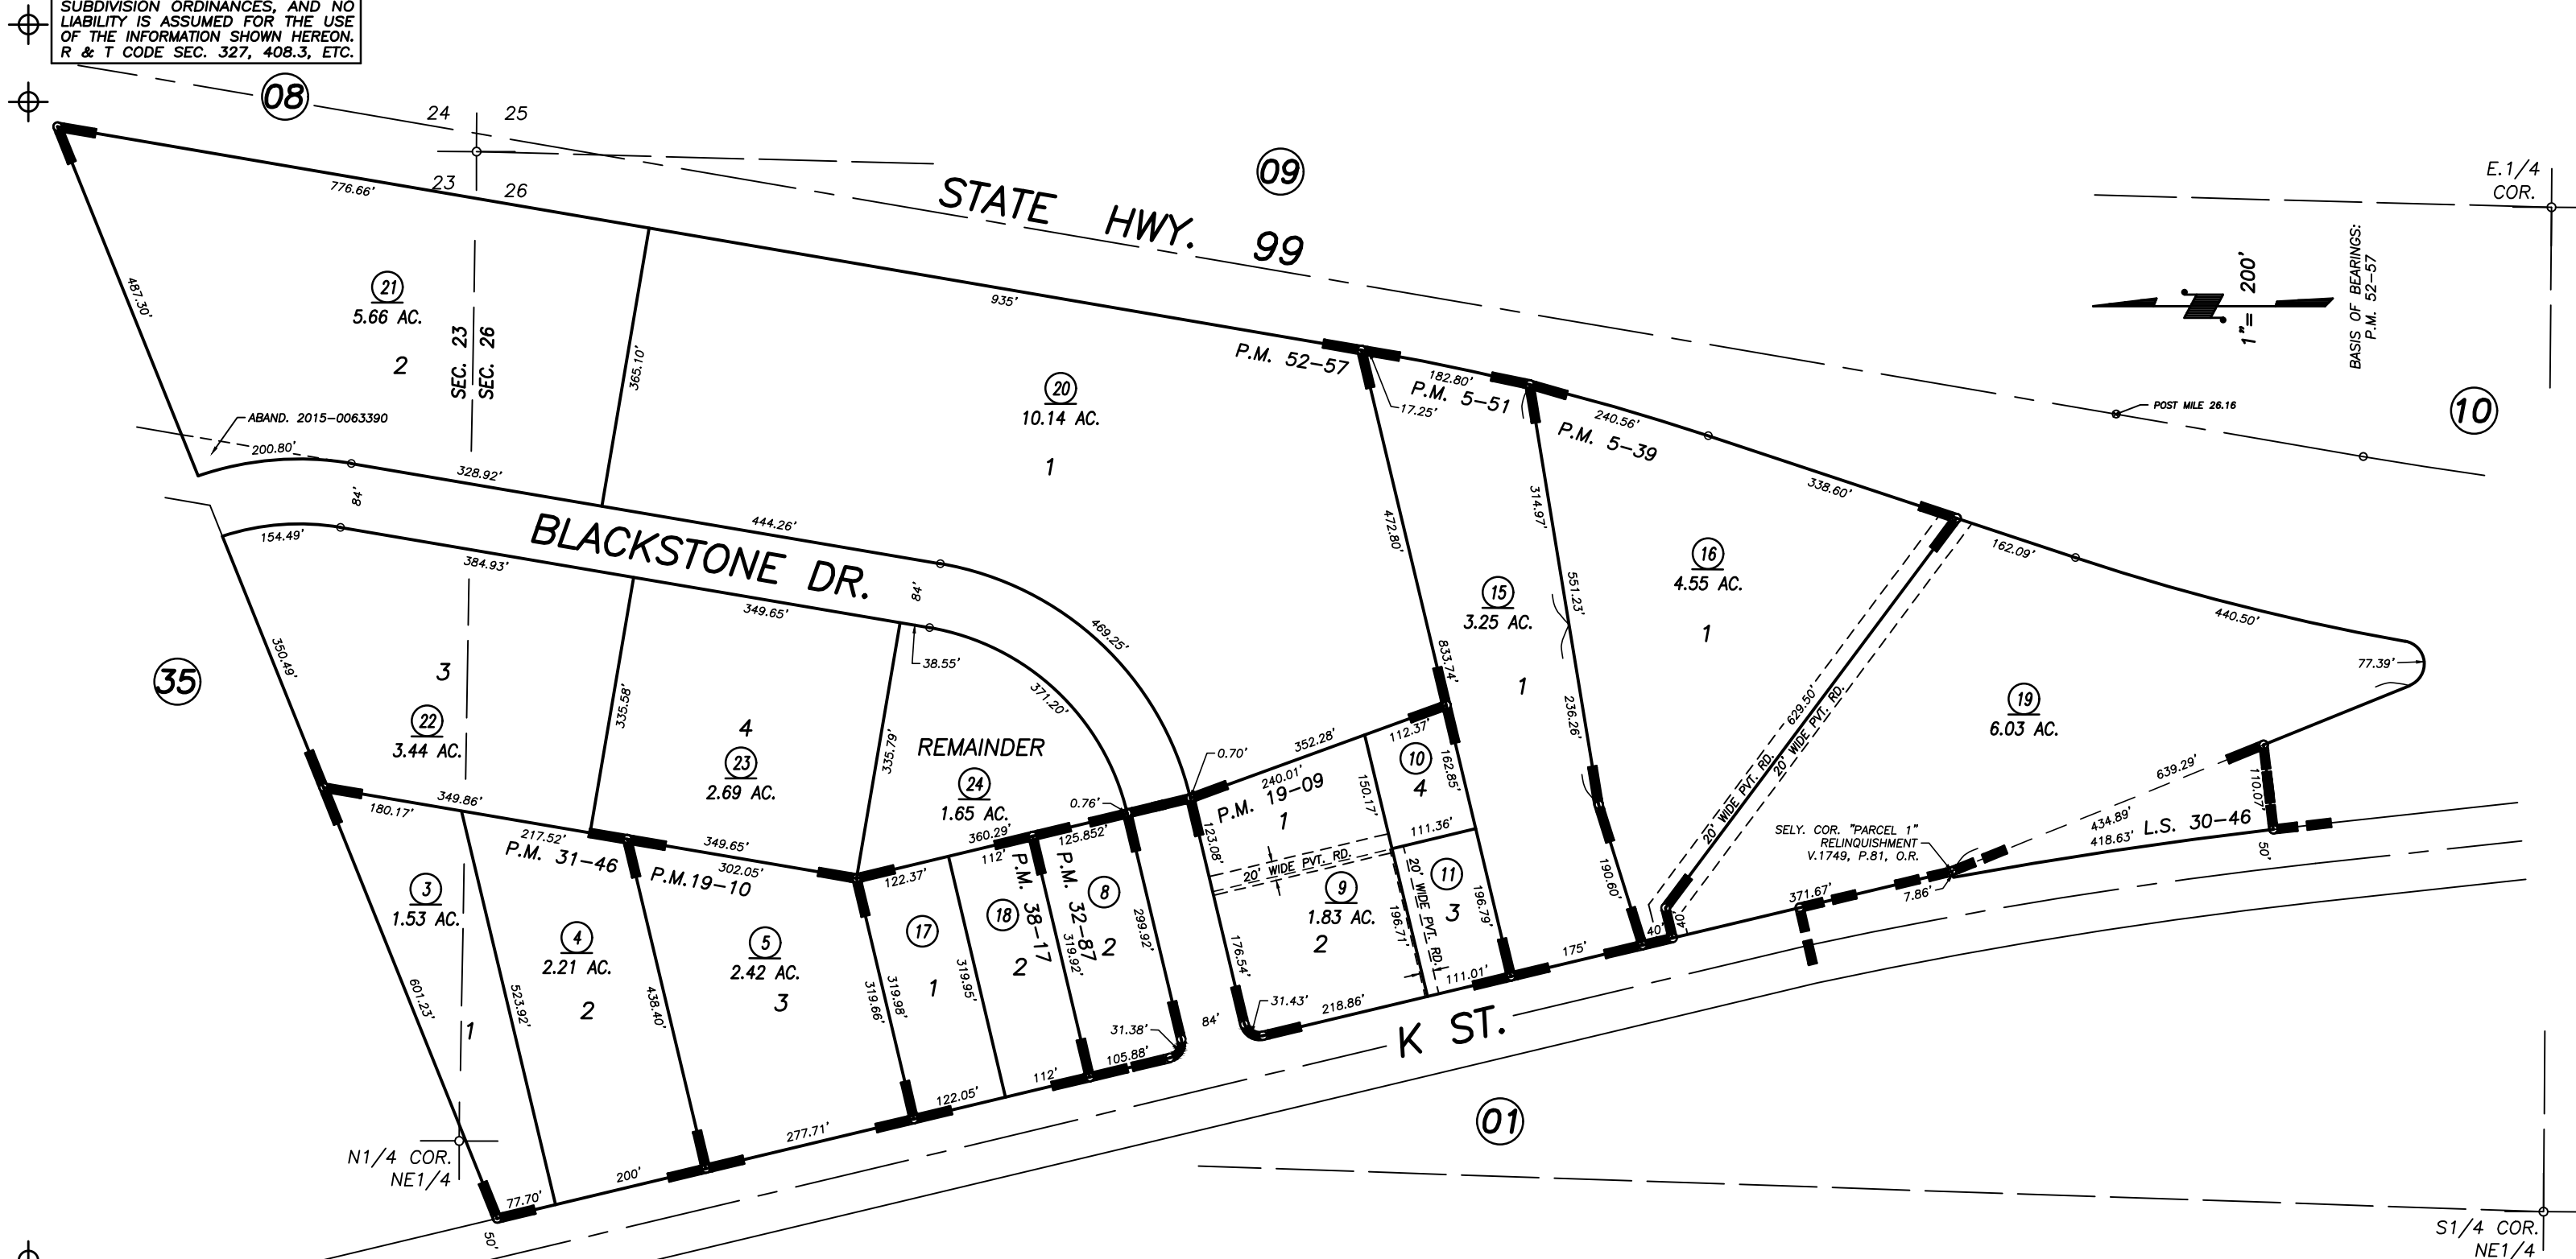 SUBDIVISION ORDINANCES, AND NO
LIABILITY IS ASSUMED FOR THE USE
OF THE INFORMATION SHOWN HEREON.
R & T CODE SEC. 327, 408.3, ETC.
08
24
25
23
26
09
STATE HWY. 99
E.1/4
COR.
1"= 200'
BASIS OF BEARINGS:
P.M. 52-57
10
POST MILE 26.16
776.66'
487.30'
21
5.66 AC.
2
SEC. 23
SEC. 26
365.10'
935'
20
10.14 AC.
1
P.M. 52-57
17.25'
182.80'
P.M. 5-51
240.56'
P.M. 5-39
338.60'
ABAND. 2015-0063390
200.80'
328.92'
84'
444.26'
154.49'
384.93'
BLACKSTONE DR.
349.65'
84'
38.55'
469.25'
371.20'
472.80'
833.74'
314.97'
551.23'
236.26'
190.60'
15
3.25 AC.
1
16
4.55 AC.
1
162.09'
440.50'
77.39'
629.50'
20' WIDE PVT. RD.
20' WIDE PVT. RD.
19
6.03 AC.
639.29'
110.07'
434.89'
418.63'
L.S. 30-46
50'
SELY. COR. "PARCEL 1"
RELINQUISHMENT
V.1749, P.81, O.R.
371.67'
7.86'
40'
40'
35
350.49'
3
22
3.44 AC.
335.58'
4
23
2.69 AC.
335.79'
REMAINDER
24
1.65 AC.
0.76'
0.70'
352.28'
112.37'
240.01'
P.M. 19-09
1
150.17'
10
4
162.85'
111.36'
180.17'
349.86'
217.52'
P.M. 31-46
349.65'
302.05'
P.M.19-10
360.29'
122.37'
112'
125.852'
P.M. 38-17
P.M. 32-87
123.08'
20' WIDE PVT. RD.
20' WIDE PVT. RD.
3
1.53 AC.
1
601.23'
523.92'
4
2.21 AC.
2
438.40'
5
2.42 AC.
3
319.66'
319.98'
17
1
319.95'
18
2
319.92'
8
2
299.92'
9
1.83 AC.
2
176.54'
196.71'
11
3
196.79'
31.38'
31.43'
84'
105.88'
218.86'
111.01'
175'
K ST.
112'
122.05'
277.71'
200'
77.70'
50'
N1/4 COR.
NE1/4
01
S1/4 COR.
NE1/4